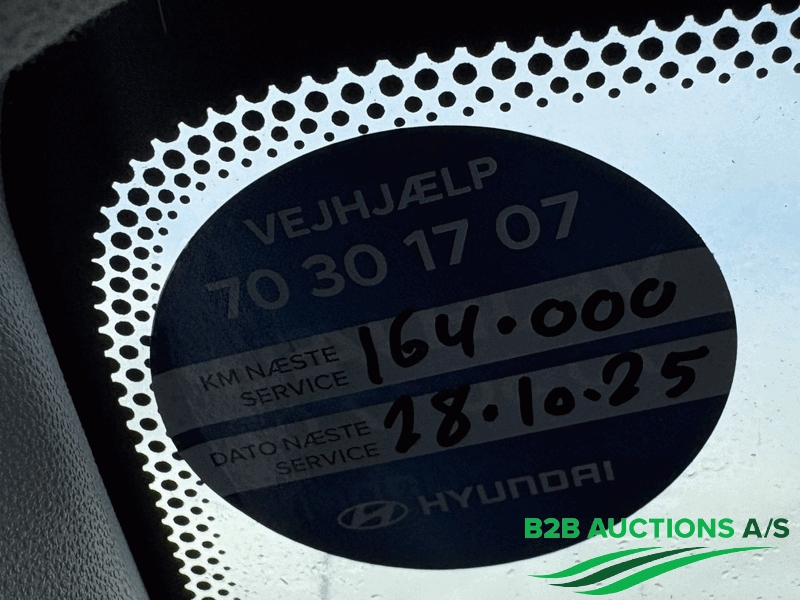 VEJHJÆLP
70 30 17 07
KM NÆSTE SERVICE 164.000
DATO NÆSTE SERVICE 28.10.25
HYUNDAI
B2B AUCTIONS A/S